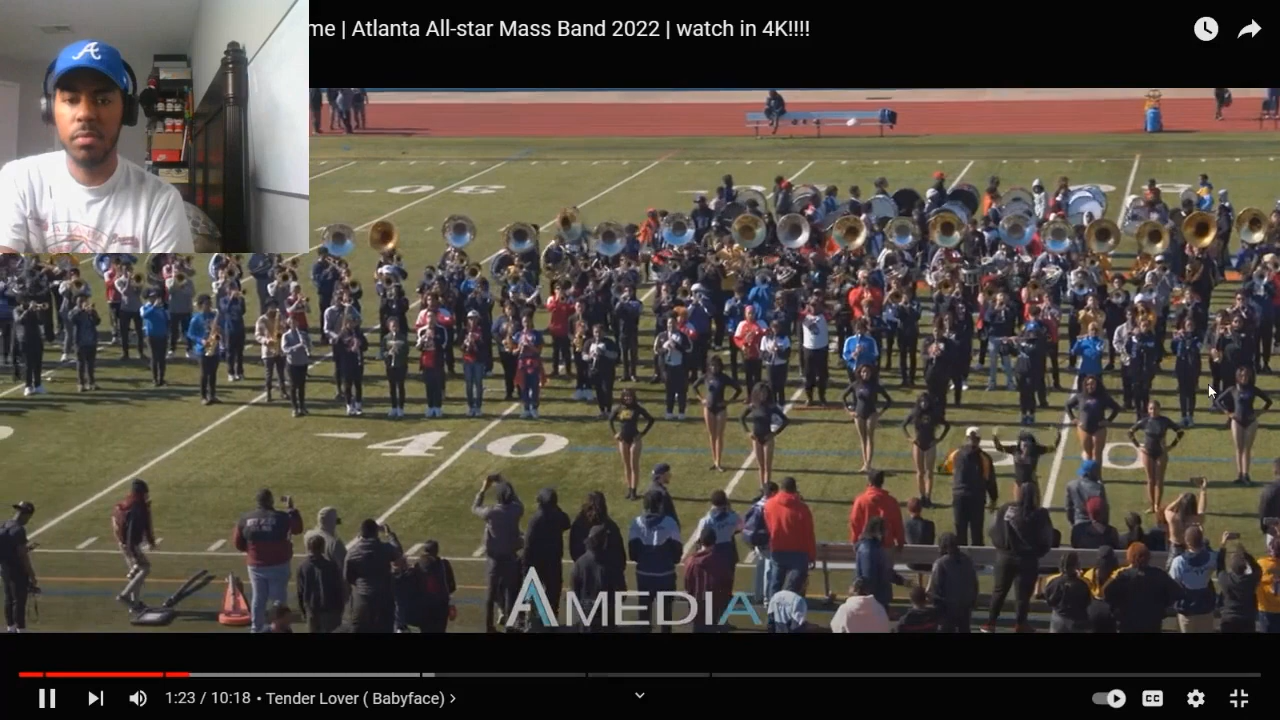 me | Atlanta All-star Mass Band 2022 | watch in 4K!!!!
A
40
AMEDIA
1:23 / 10:18 • Tender Lover ( Babyface) ›
CC